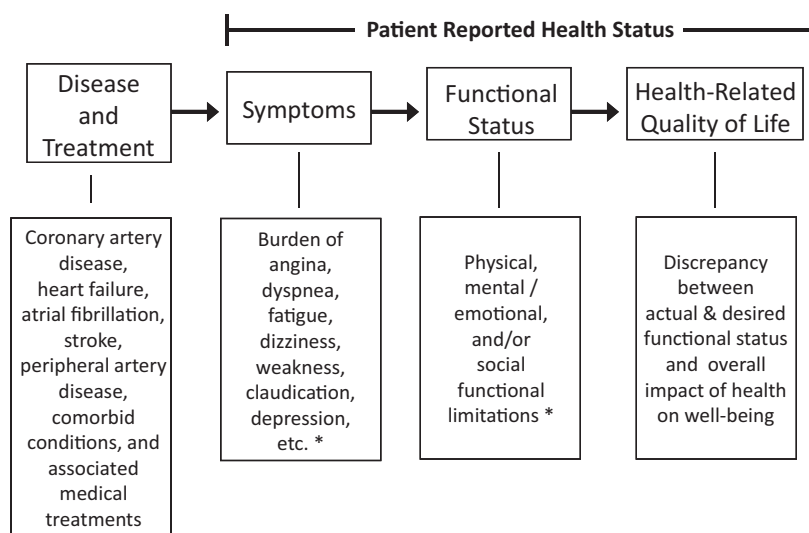 Patient Reported Health Status
Disease
and
Treatment
Symptoms
Functional
Status
Health-Related
Quality of Life
Coronary artery
disease,
heart failure,
atrial fibrillation,
stroke,
peripheral artery
disease,
comorbid
conditions, and
associated
medical
treatments
Burden of
angina,
dyspnea,
fatigue,
dizziness,
weakness,
claudication,
depression,
etc. *
Physical,
mental /
emotional,
and/or
social
functional
limitations *
Discrepancy
between
actual & desired
functional status
and overall
impact of health
on well-being